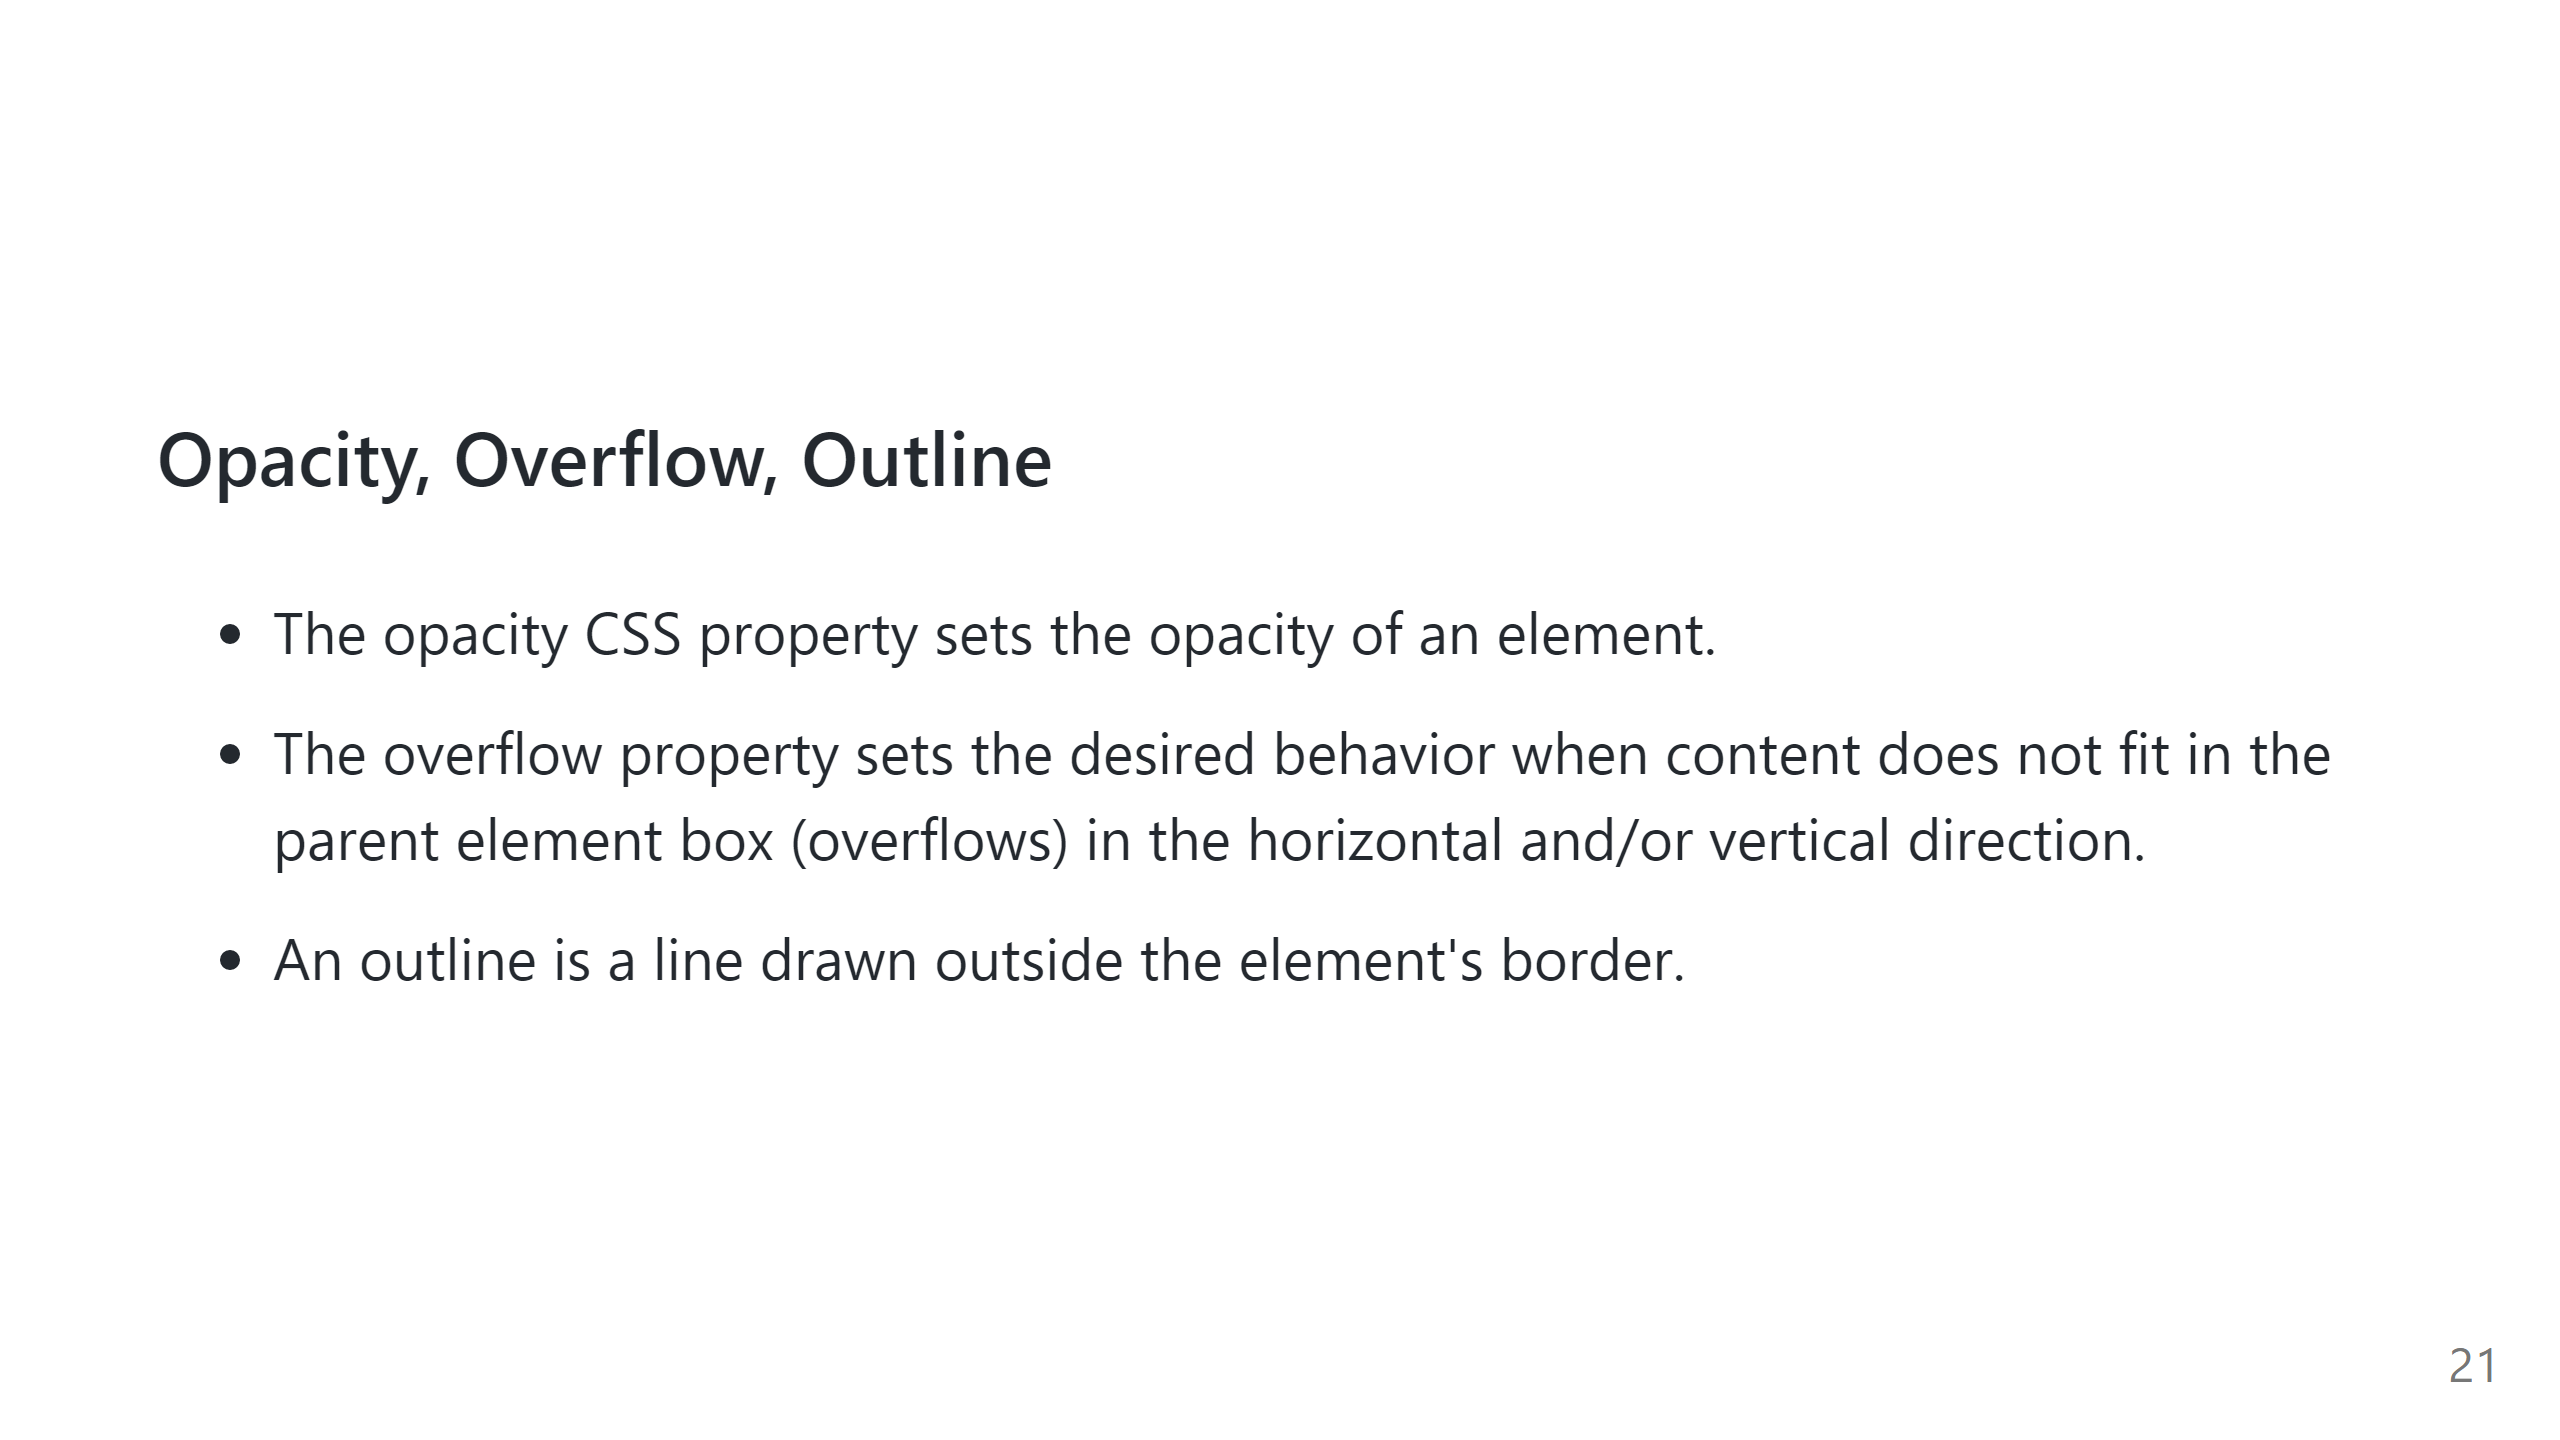 Opacity, Overflow, Outline
• The opacity CSS property sets the opacity of an element.
• The overflow property sets the desired behavior when content does not fit in the
parent element box (overflows) in the horizontal and/or vertical direction.
• An outline is a line drawn outside the element's border.
21